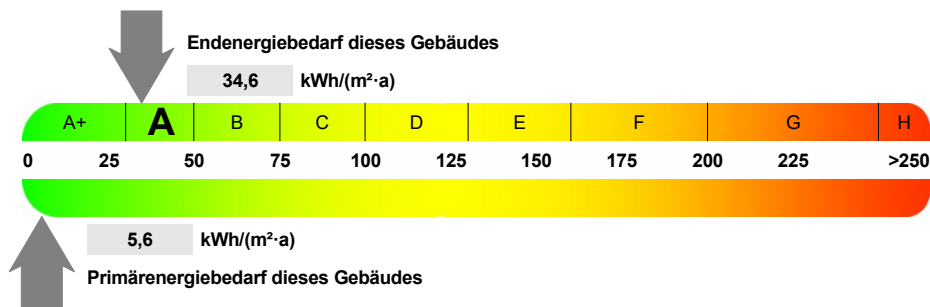 Endenergiebedarf dieses Gebäudes
34,6 kWh/(m²·a)
A+ A B C D E F G H
0 25 50 75 100 125 150 175 200 225 >250
5,6 kWh/(m²·a)
Primärenergiebedarf dieses Gebäudes